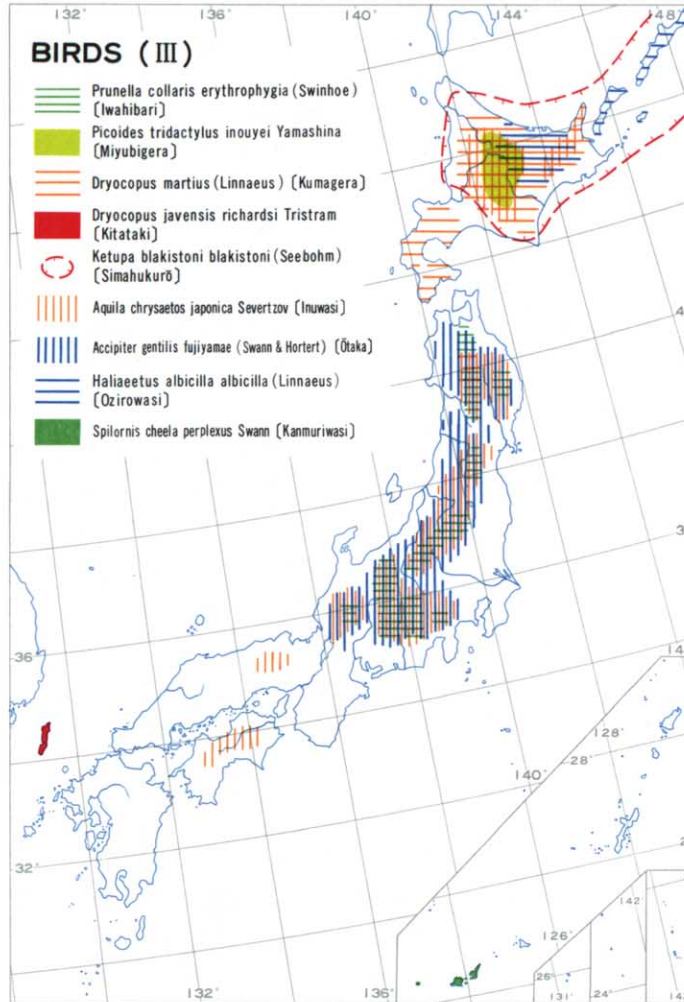 132°
136°
140°
144°
148°
BIRDS (III)
Prunella collaris erythrophygia (Swinhoe)
(Iwahibari)
Picoides tridactylus inouyei Yamashina
(Miyubigera)
Dryocopus martius (Linnaeus) (Kumagera)
Dryocopus javensis richardsi Tristram
(Kitataki)
Ketupa blakistoni blakistoni (Seebohm)
(Simahukurō)
Aquila chrysaetos japonica Severtzov (Inuwasi)
Accipiter gentilis fujiyamae (Swann & Hortert) (Ōtaka)
Haliaeetus albicilla albicilla (Linnaeus)
(Ozirowasi)
Spilornis cheela perplexus Swann (Kanmuriwasi)
36°
128°
28°
140°
32°
142°
126°
26°
24°
131°
132°
136°